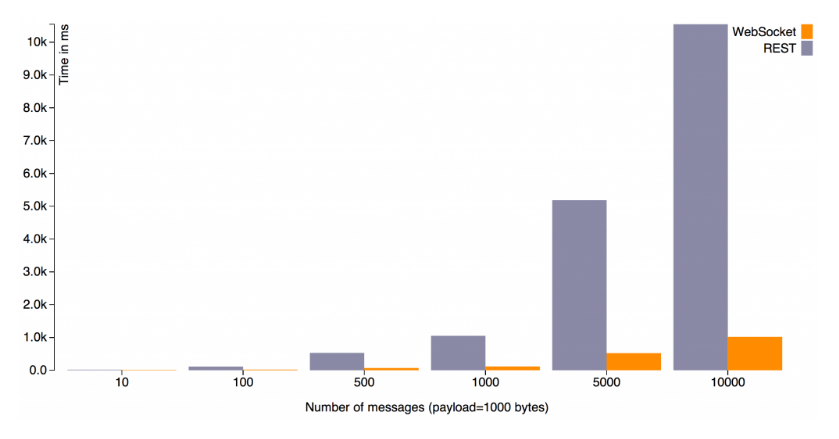 WebSocket
REST
Time in ms
10k
9.0k
8.0k
7.0k
6.0k
5.0k
4.0k
3.0k
2.0k
1.0k
0.0
10 100 500 1000 5000 10000
Number of messages (payload=1000 bytes)